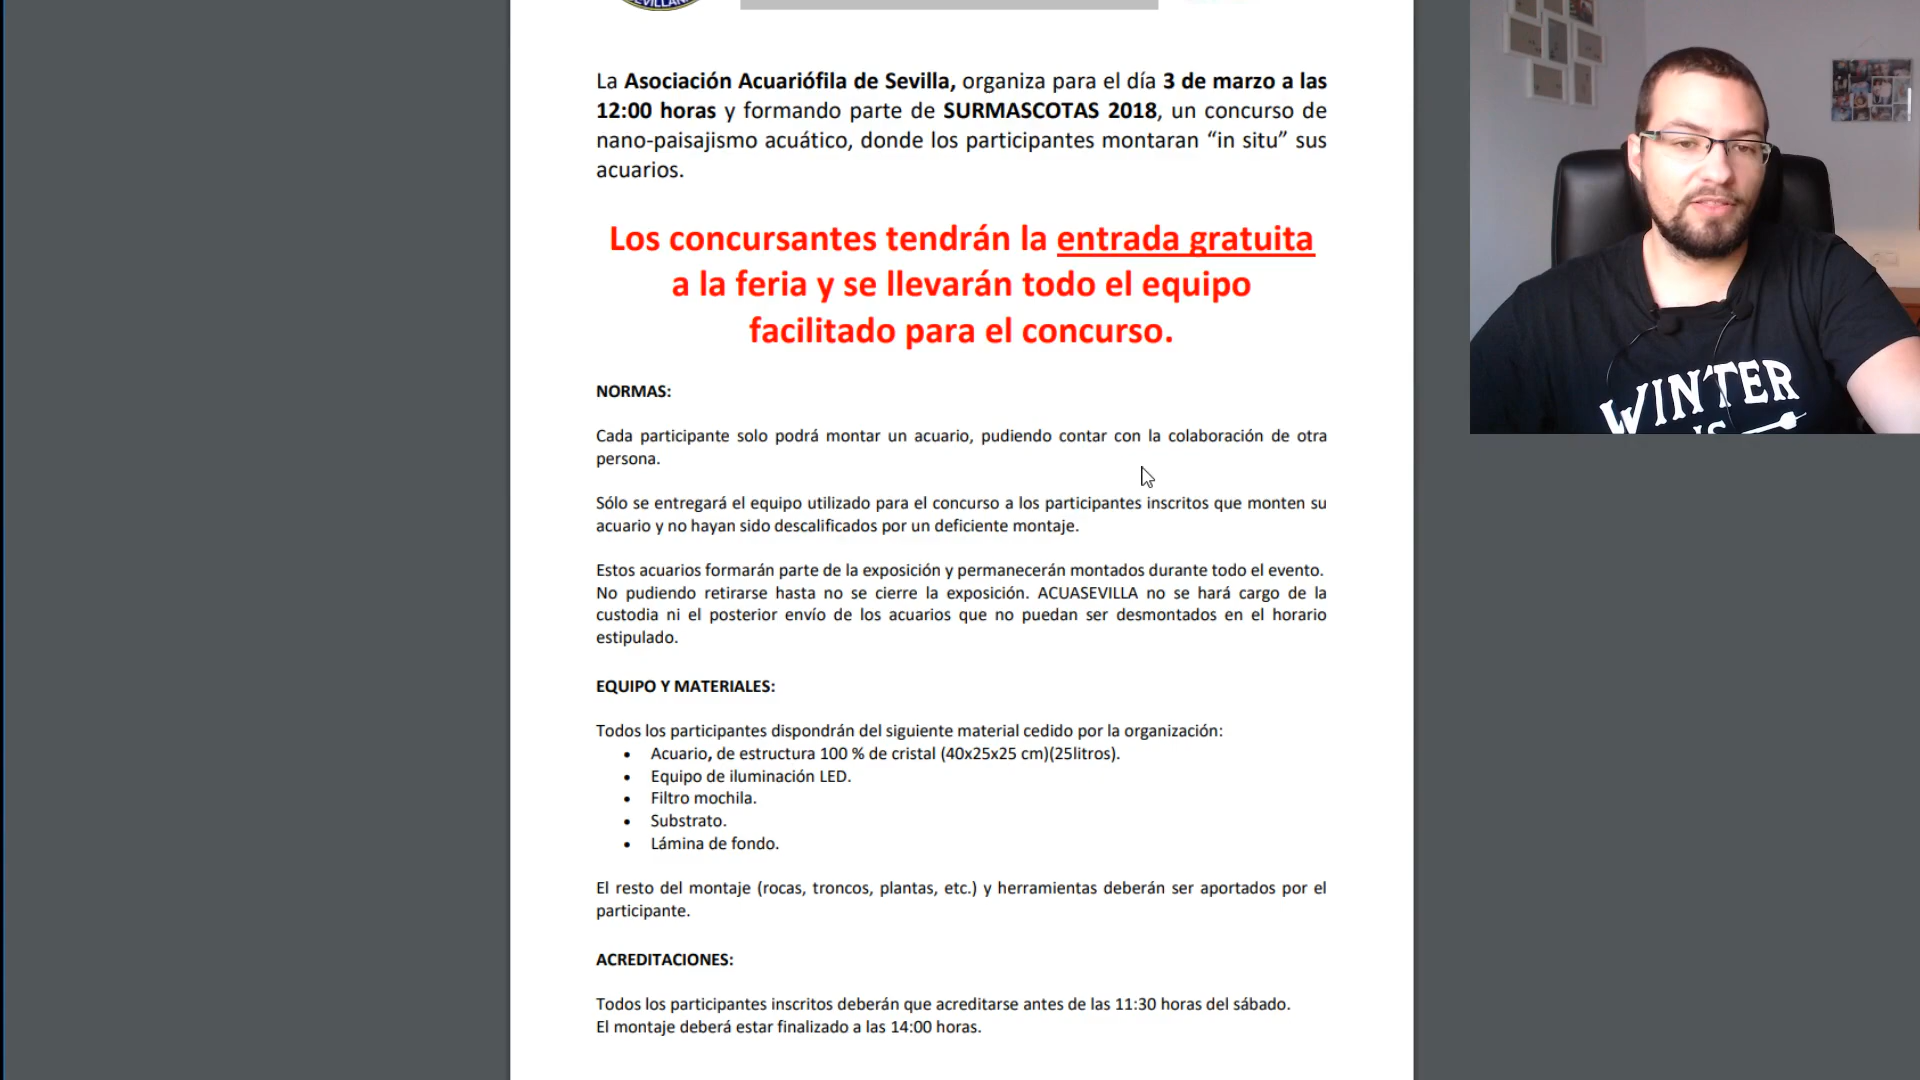 SEVILLANA
La Asociación Acuariófila de Sevilla, organiza para el día 3 de marzo a las
12:00 horas y formando parte de SURMASCOTAS 2018, un concurso de
nano-paisajismo acuático, donde los participantes montaran “in situ” sus
acuarios.
Los concursantes tendrán la entrada gratuita
a la feria y se llevarán todo el equipo
facilitado para el concurso.
NORMAS:
Cada participante solo podrá montar un acuario, pudiendo contar con la colaboración de otra
persona.
Sólo se entregará el equipo utilizado para el concurso a los participantes inscritos que monten su
acuario y no hayan sido descalificados por un deficiente montaje.
Estos acuarios formarán parte de la exposición y permanecerán montados durante todo el evento.
No pudiendo retirarse hasta no se cierre la exposición. ACUASEVILLA no se hará cargo de la
custodia ni el posterior envío de los acuarios que no puedan ser desmontados en el horario
estipulado.
EQUIPO Y MATERIALES:
Todos los participantes dispondrán del siguiente material cedido por la organización:
• Acuario, de estructura 100 % de cristal (40x25x25 cm)(25litros).
• Equipo de iluminación LED.
• Filtro mochila.
• Substrato.
• Lámina de fondo.
El resto del montaje (rocas, troncos, plantas, etc.) y herramientas deberán ser aportados por el
participante.
ACREDITACIONES:
Todos los participantes inscritos deberán que acreditarse antes de las 11:30 horas del sábado.
El montaje deberá estar finalizado a las 14:00 horas.
WINTER
IS